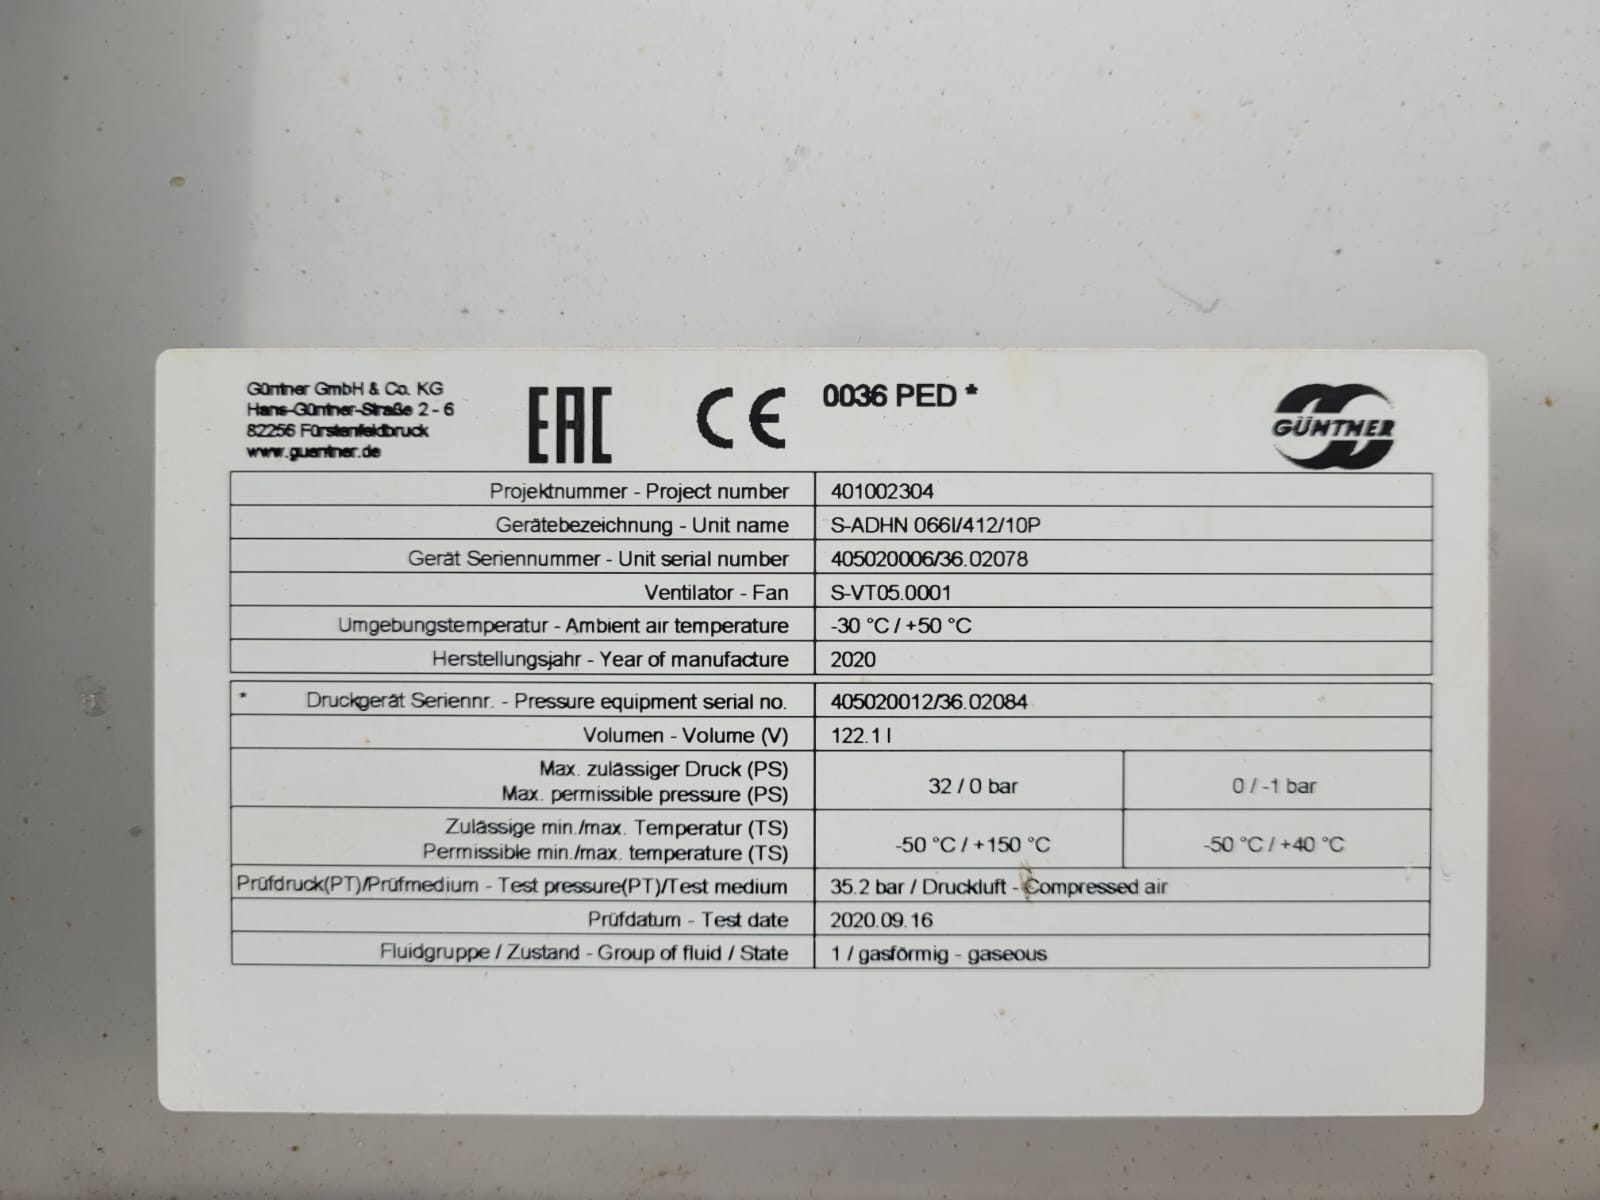 Güntner GmbH & Co. KG
Hans-Güntner-Straße 2 - 6
82256 Fürstenfeldbruck
www.guentner.de
EAC CE 0036 PED *
GÜNTNER
Projektnummer - Project number 401002304
Gerätebezeichnung - Unit name S-ADHN 066I/412/10P
Gerät Seriennummer - Unit serial number 405020006/36.02078
Ventilator - Fan S-VT05.0001
Umgebungstemperatur - Ambient air temperature -30 °C / +50 °C
Herstellungsjahr - Year of manufacture 2020
* Druckgerät Seriennr. - Pressure equipment serial no. 405020012/36.02084
Volumen - Volume (V) 122.1 l
Max. zulässiger Druck (PS)
Max. permissible pressure (PS) 32 / 0 bar 0 / -1 bar
Zulässige min./max. Temperatur (TS)
Permissible min./max. temperature (TS) -50 °C / +150 °C -50 °C / +40 °C
Prüfdruck(PT)/Prüfmedium - Test pressure(PT)/Test medium 35.2 bar / Druckluft - Compressed air
Prüfdatum - Test date 2020.09.16
Fluidgruppe / Zustand - Group of fluid / State 1 / gasförmig - gaseous